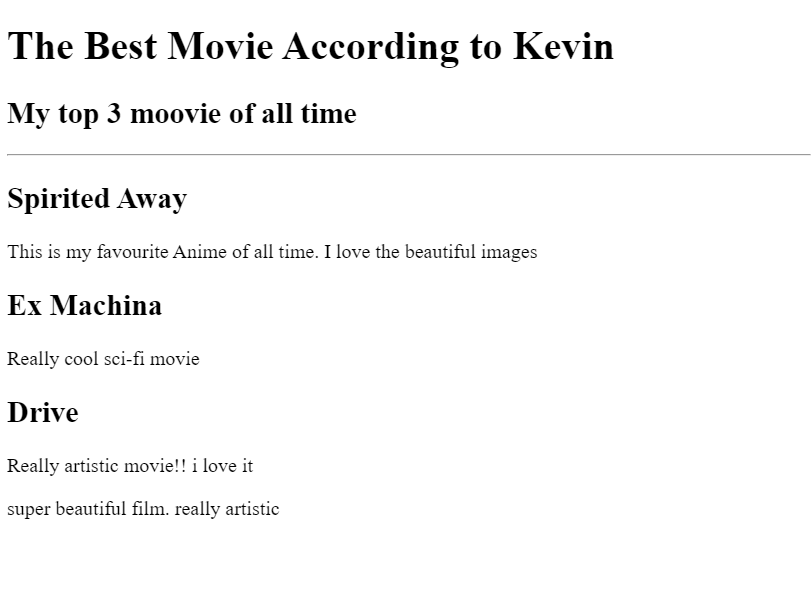 The Best Movie According to Kevin
My top 3 moovie of all time
Spirited Away
This is my favourite Anime of all time. I love the beautiful images
Ex Machina
Really cool sci-fi movie
Drive
Really artistic movie!! i love it
super beautiful film. really artistic